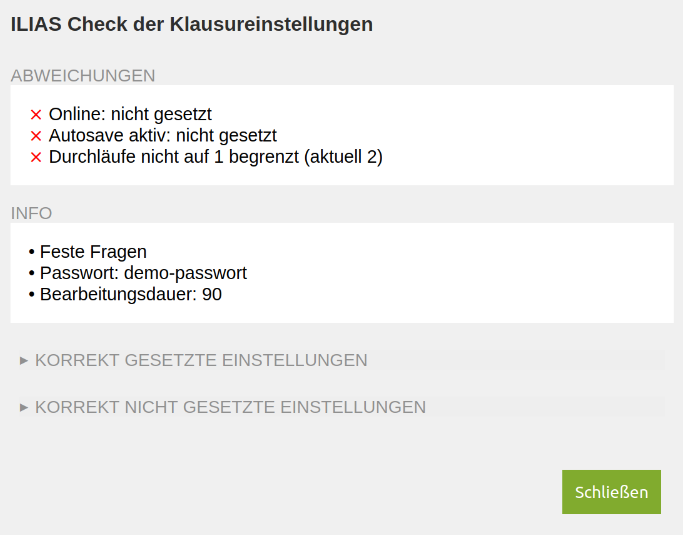 ILIAS Check der Klausureinstellungen
ABWEICHUNGEN
✕ Online: nicht gesetzt
✕ Autosave aktiv: nicht gesetzt
✕ Durchläufe nicht auf 1 begrenzt (aktuell 2)
INFO
• Feste Fragen
• Passwort: demo-passwort
• Bearbeitungsdauer: 90
▸ KORREKT GESETZTE EINSTELLUNGEN
▸ KORREKT NICHT GESETZTE EINSTELLUNGEN
Schließen